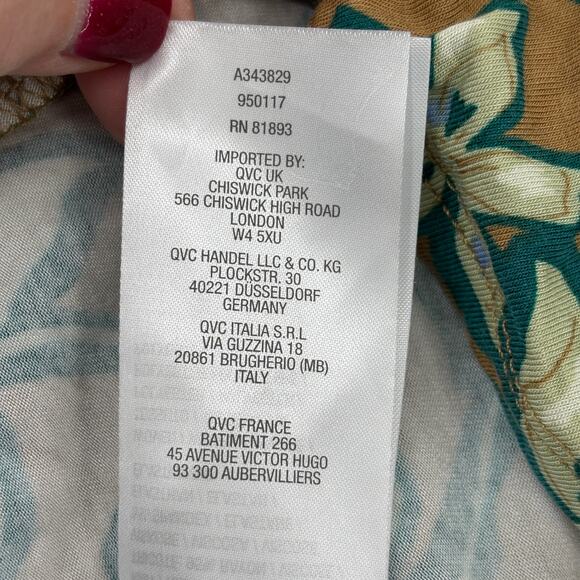 A343829
950117
RN 81893
IMPORTED BY:
QVC UK
CHISWICK PARK
566 CHISWICK HIGH ROAD
LONDON
W4 5XU
QVC HANDEL LLC & CO. KG
PLOCKSTR. 30
40221 DÜSSELDORF
GERMANY
QVC ITALIA S.R.L
VIA GUZZINA 18
20861 BRUGHERIO (MB)
ITALY
QVC FRANCE
BATIMENT 266
45 AVENUE VICTOR HUGO
93 300 AUBERVILLIERS